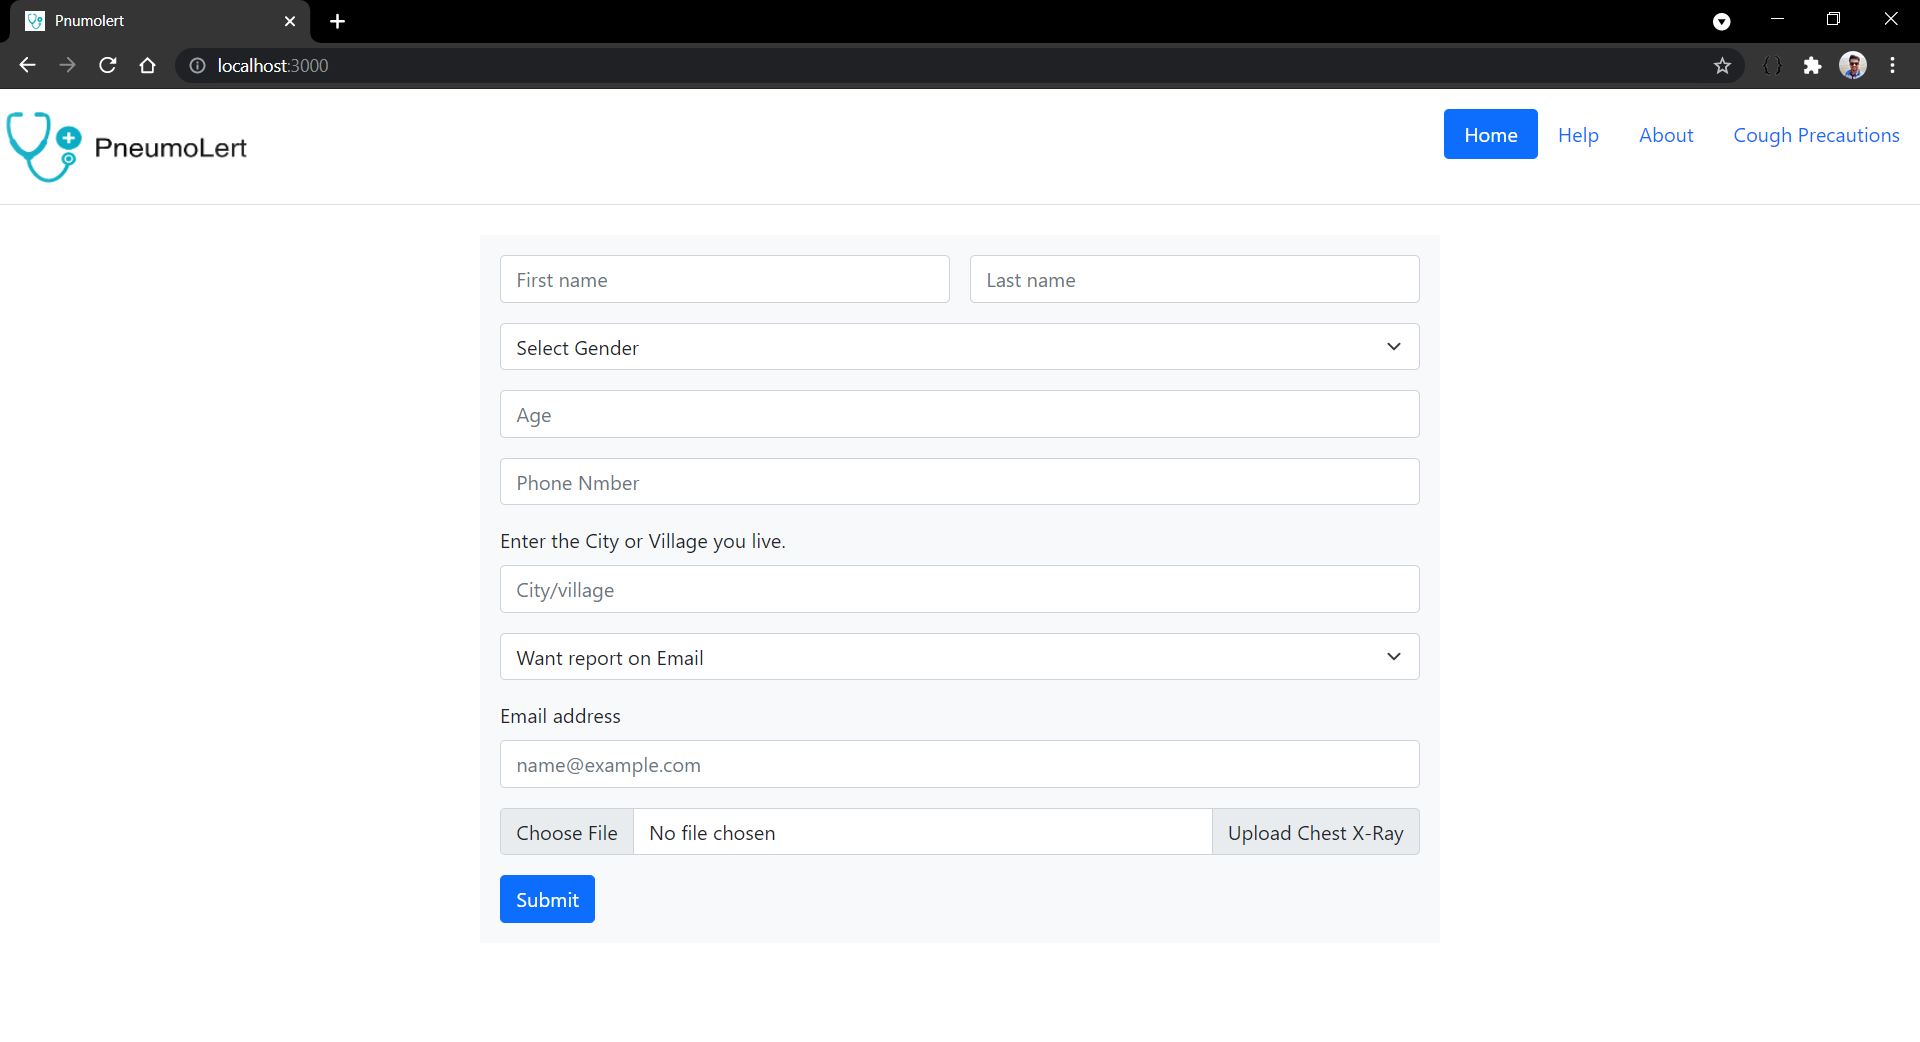 Pnumolert
localhost:3000
PneumoLert
Home Help About Cough Precautions
First name Last name
Select Gender
Age
Phone Nmber
Enter the City or Village you live.
City/village
Want report on Email
Email address
name@example.com
Choose File No file chosen Upload Chest X-Ray
Submit